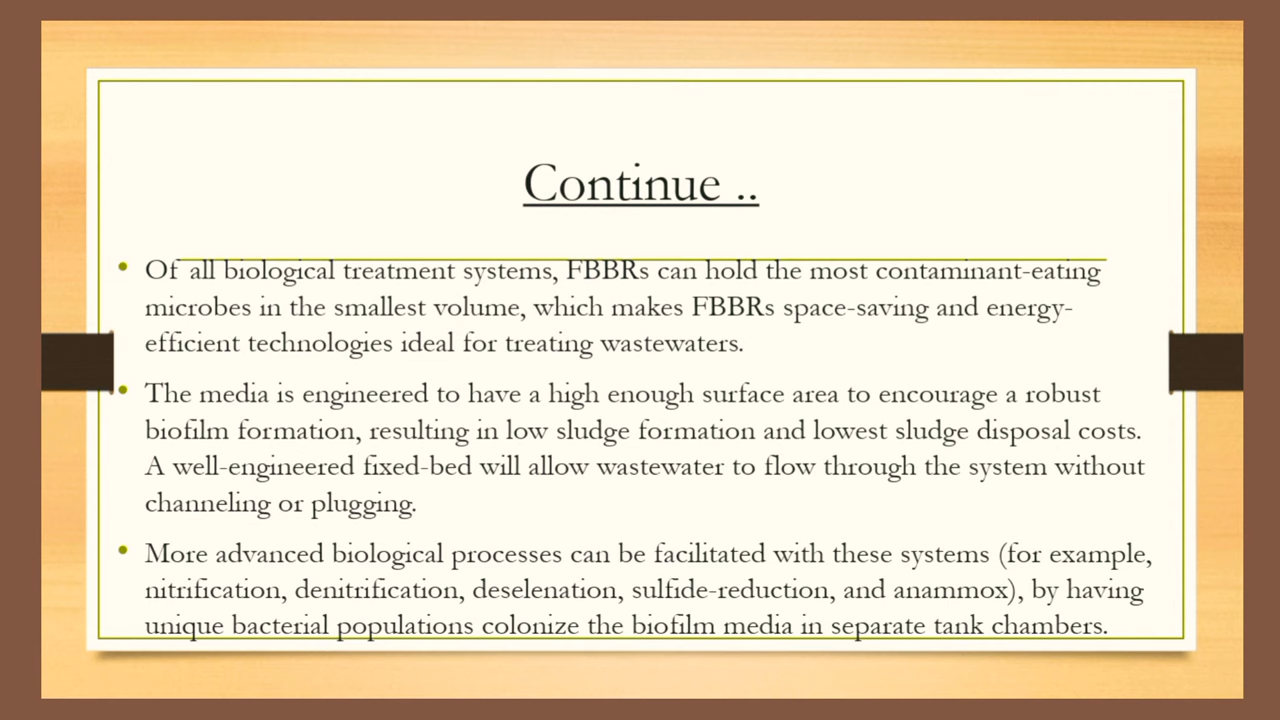 Continue ..
• Of all biological treatment systems, FBBRs can hold the most contaminant-eating
microbes in the smallest volume, which makes FBBRs space-saving and energy-
efficient technologies ideal for treating wastewaters.
• The media is engineered to have a high enough surface area to encourage a robust
biofilm formation, resulting in low sludge formation and lowest sludge disposal costs.
A well-engineered fixed-bed will allow wastewater to flow through the system without
channeling or plugging.
• More advanced biological processes can be facilitated with these systems (for example,
nitrification, denitrification, deselenation, sulfide-reduction, and anammox), by having
unique bacterial populations colonize the biofilm media in separate tank chambers.